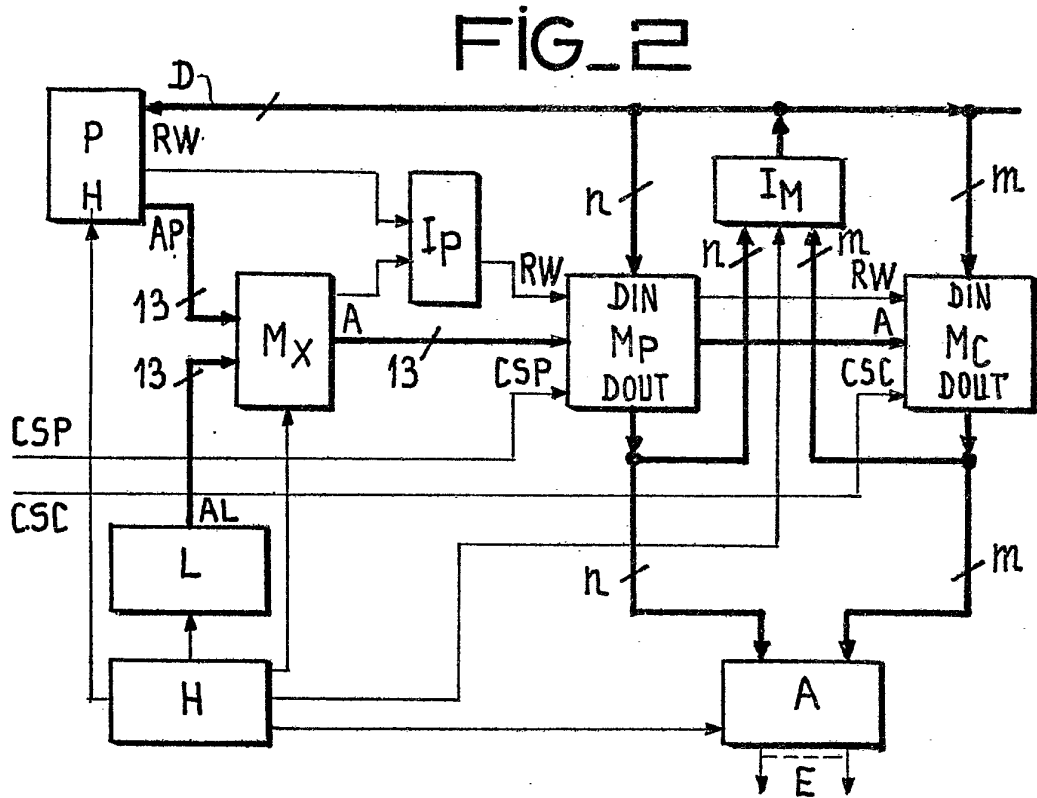 FIG_2
D
P
H
RW
AP
IP
n
IM
m
n
m
13
MX
A
13
RW
DIN
MP
DOUT
CSP
RW
A
CSC
DIN
MC
DOUT
13
CSP
CSC
AL
L
n
m
H
A
E